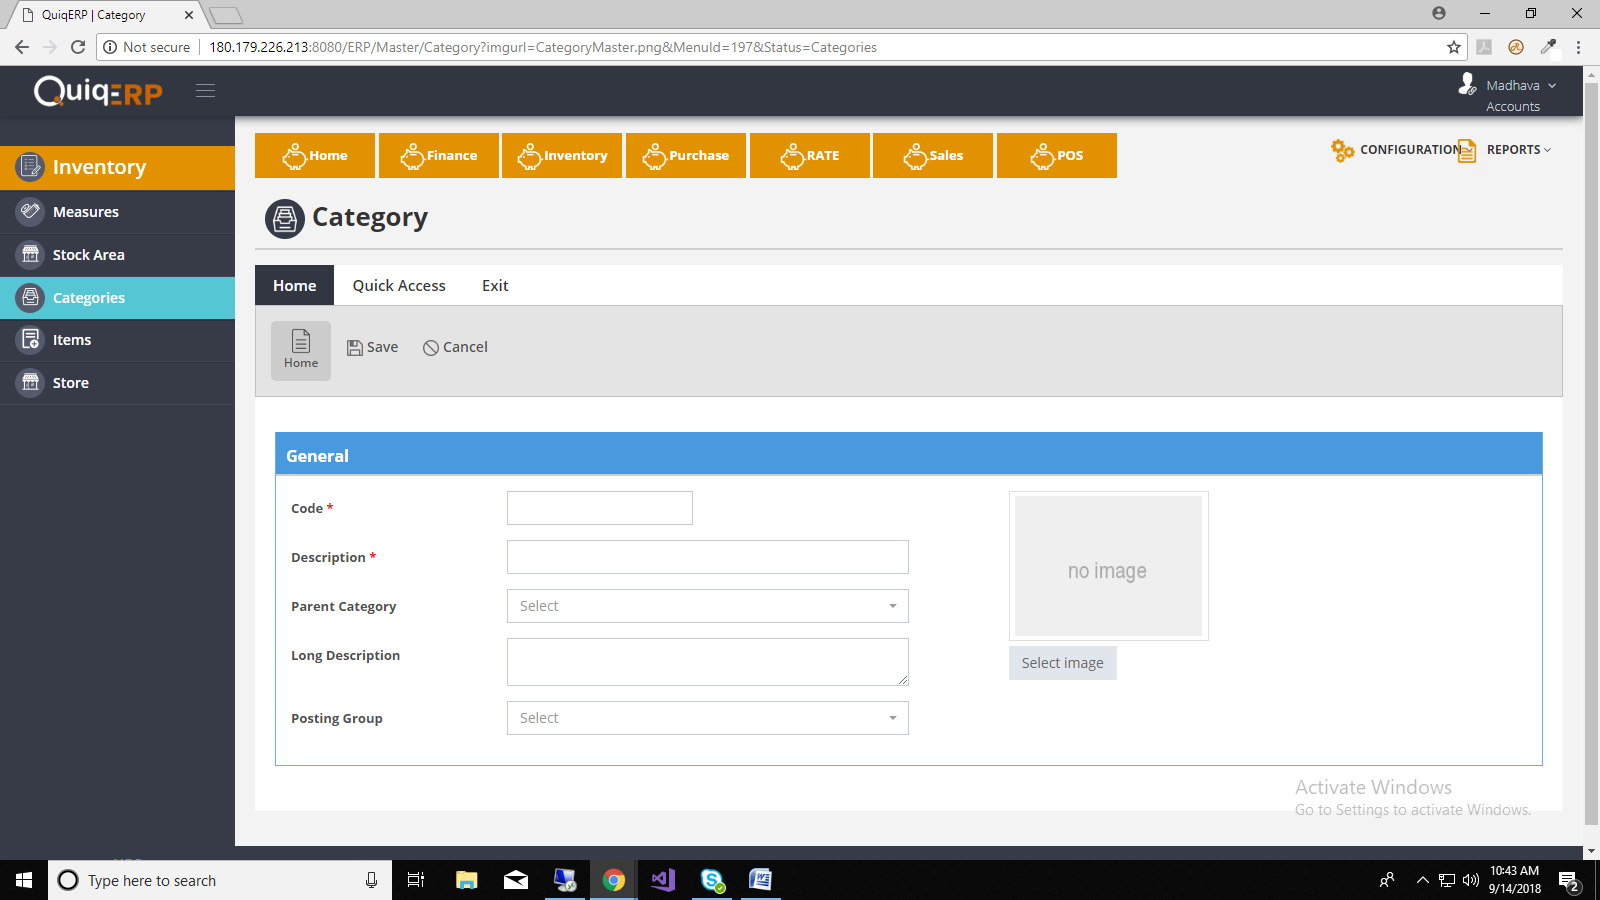 QuiqERP | Category
Not secure
180.179.226.213:8080/ERP/Master/Category?imgurl=CategoryMaster.png&MenuId=197&Status=Categories
QuiqERP
Madhava
Accounts
Home
Finance
Inventory
Purchase
RATE
Sales
POS
CONFIGURATION
REPORTS
Inventory
Measures
Stock Area
Categories
Items
Store
Category
Home
Quick Access
Exit
Home
Save
Cancel
General
Code *
Description *
Parent Category
Select
Long Description
Posting Group
Select
no image
Select image
Activate Windows
Go to Settings to activate Windows.
Type here to search
10:43 AM
9/14/2018
2